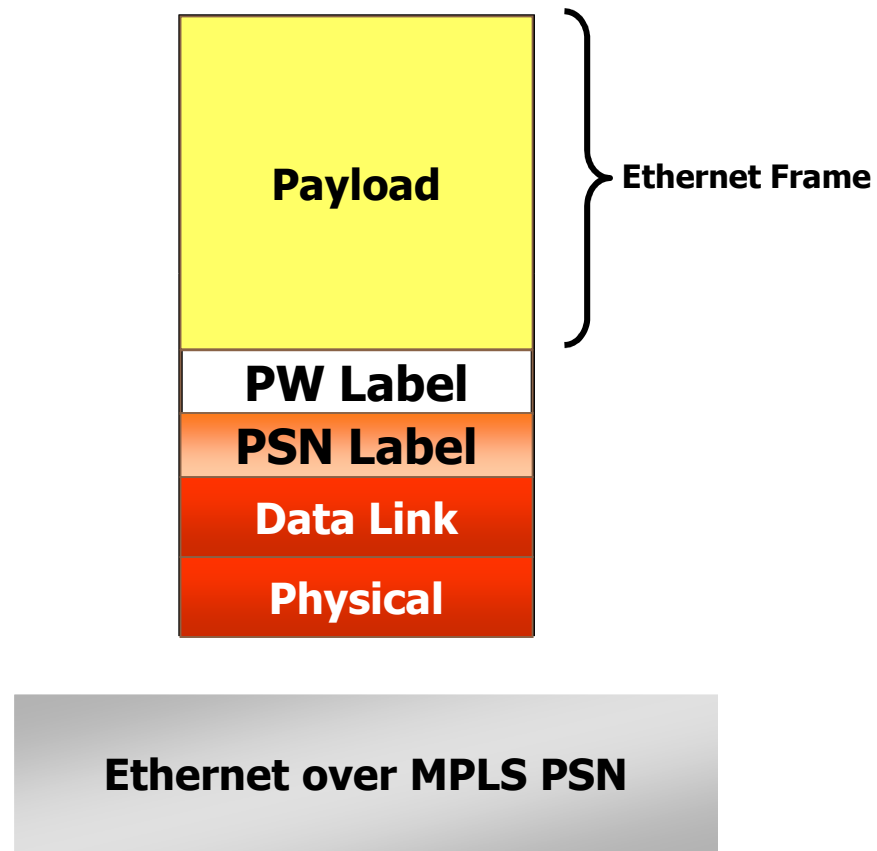 Payload
Ethernet Frame
PW Label
PSN Label
Data Link
Physical
Ethernet over MPLS PSN